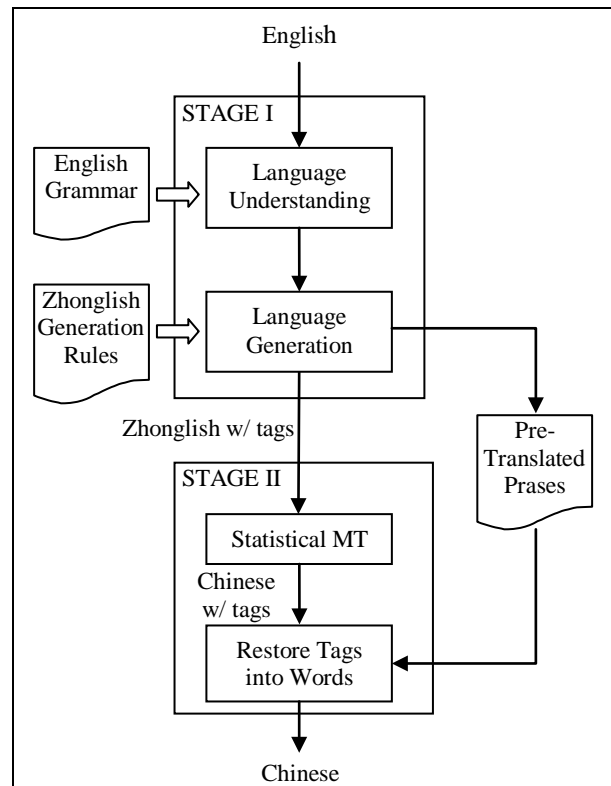 English
STAGE I
English
Grammar
Language
Understanding
Zhonglish
Generation
Rules
Language
Generation
Zhonglish w/ tags
Pre-
Translated
Prases
STAGE II
Statistical MT
Chinese
w/ tags
Restore Tags
into Words
Chinese